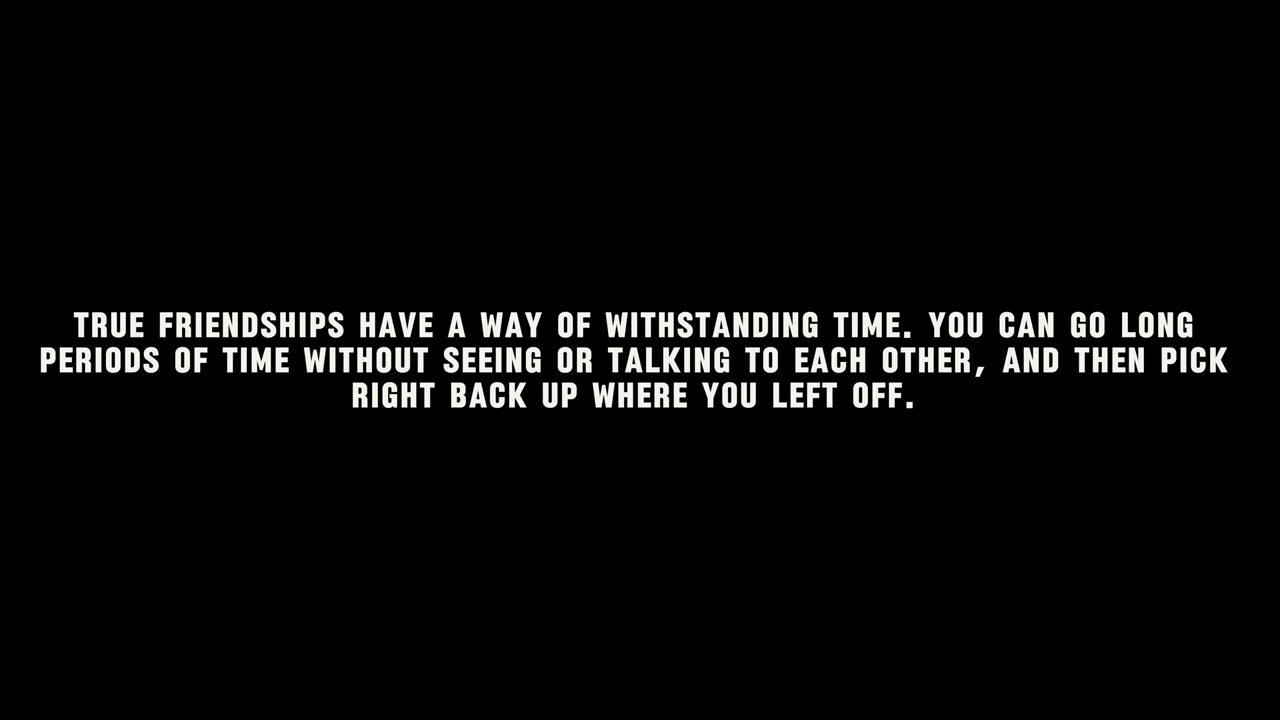 TRUE FRIENDSHIPS HAVE A WAY OF WITHSTANDING TIME. YOU CAN GO LONG
PERIODS OF TIME WITHOUT SEEING OR TALKING TO EACH OTHER, AND THEN PICK
RIGHT BACK UP WHERE YOU LEFT OFF.